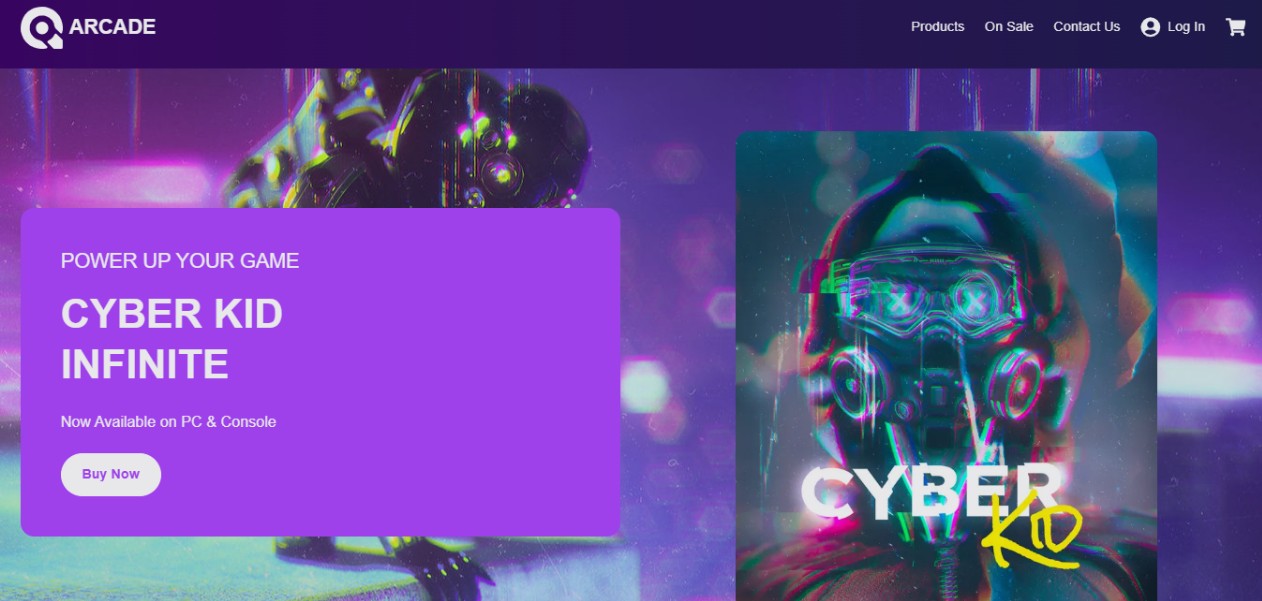 ARCADE
Products
On Sale
Contact Us
Log In
POWER UP YOUR GAME
CYBER KID
INFINITE
Now Available on PC & Console
Buy Now
CYBER
KID